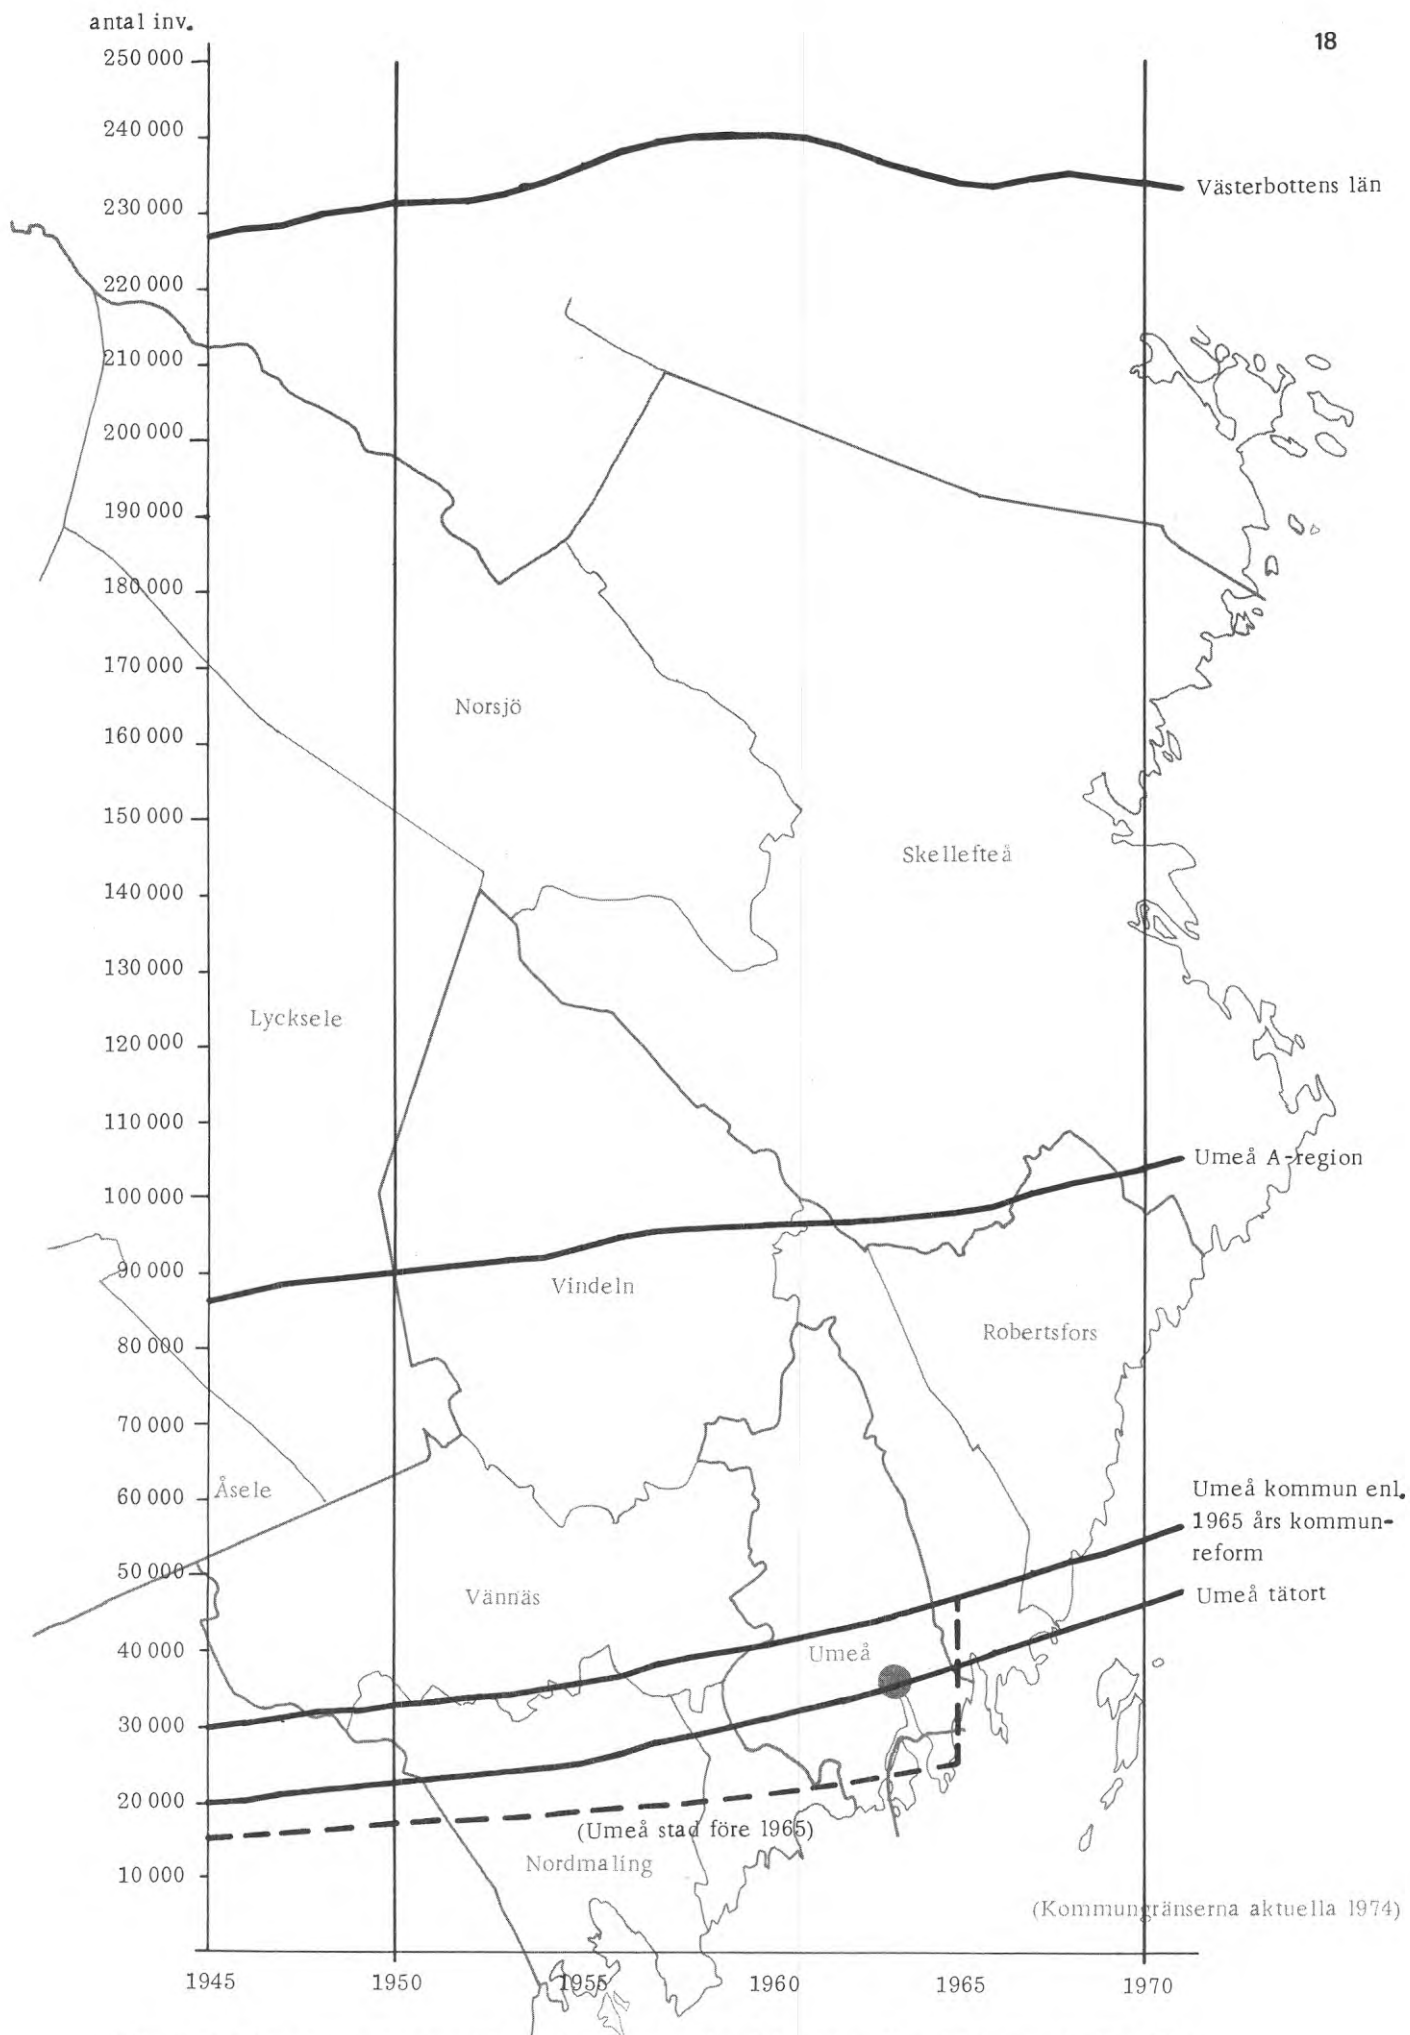 antal inv.
18
250 000
240 000
230 000
220 000
210 000
200 000
190 000
180 000
170 000
160 000
150 000
140 000
130 000
120 000
110 000
100 000
90 000
80 000
70 000
60 000
50 000
40 000
30 000
20 000
10 000
Västerbottens län
Norsjö
Skellefteå
Lycksele
Umeå A-region
Vindeln
Robertsfors
Åsele
Umeå kommun enl.
1965 års kommun-
reform
Vännäs
Umeå tätort
Umeå
(Umeå stad före 1965)
Nordmaling
(Kommungränserna aktuella 1974)
1945
1950
1955
1960
1965
1970